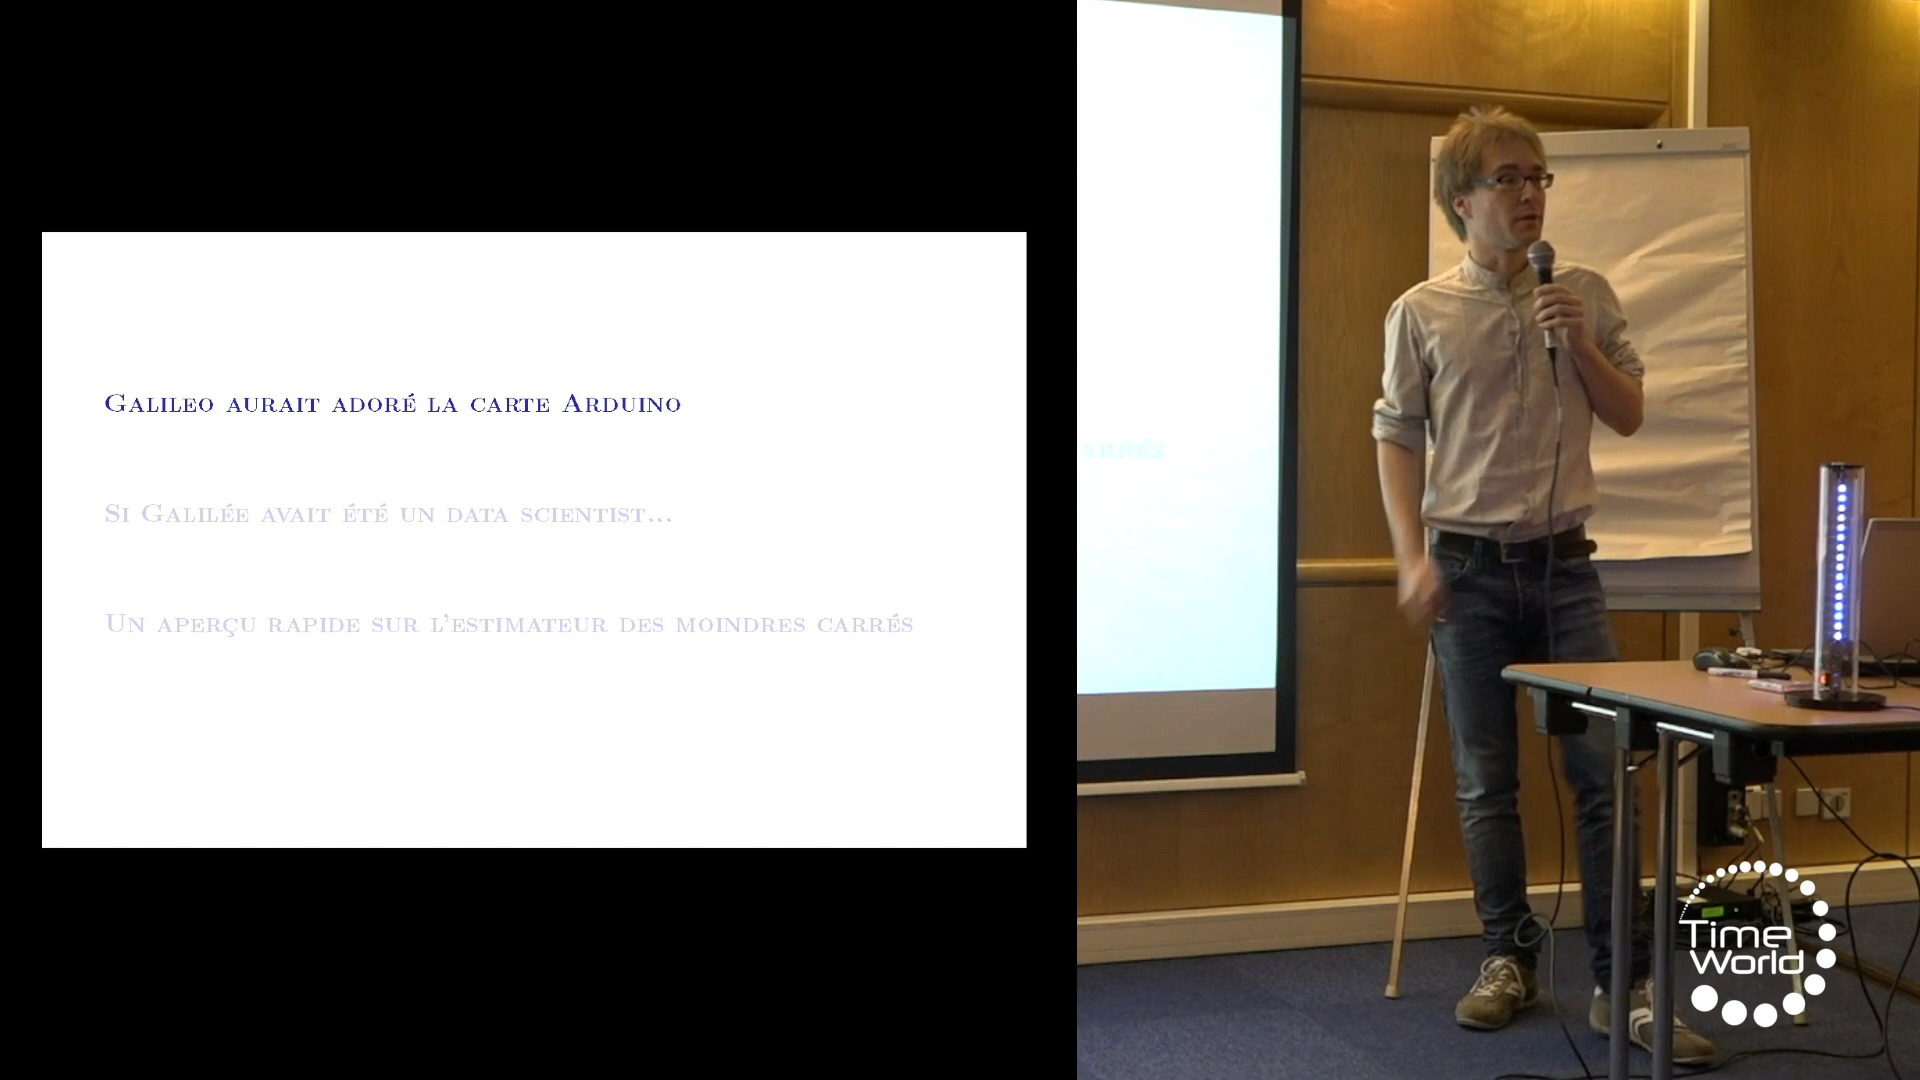 Galileo aurait adoré la carte Arduino
Si Galilée avait été un data scientist...
Un aperçu rapide sur l'estimateur des moindres carrés
arrés
Time
World